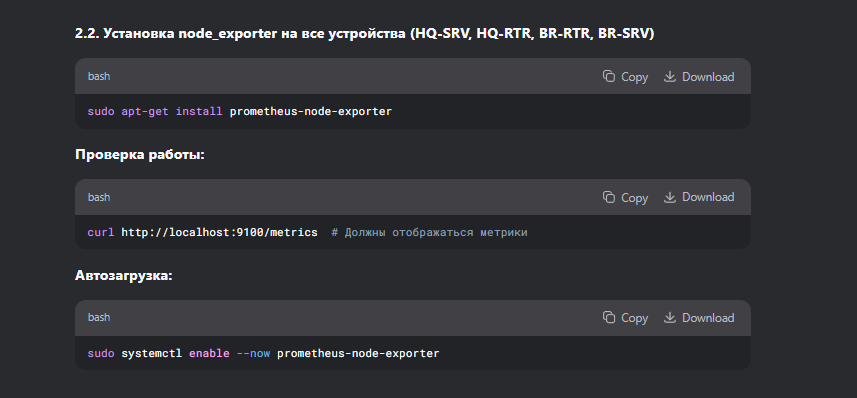 2.2. Установка node_exporter на все устройства (HQ-SRV, HQ-RTR, BR-RTR, BR-SRV)
bash Copy Download
sudo apt-get install prometheus-node-exporter
Проверка работы:
bash Copy Download
curl http://localhost:9100/metrics  # Должны отображаться метрики
Автозагрузка:
bash Copy Download
sudo systemctl enable --now prometheus-node-exporter